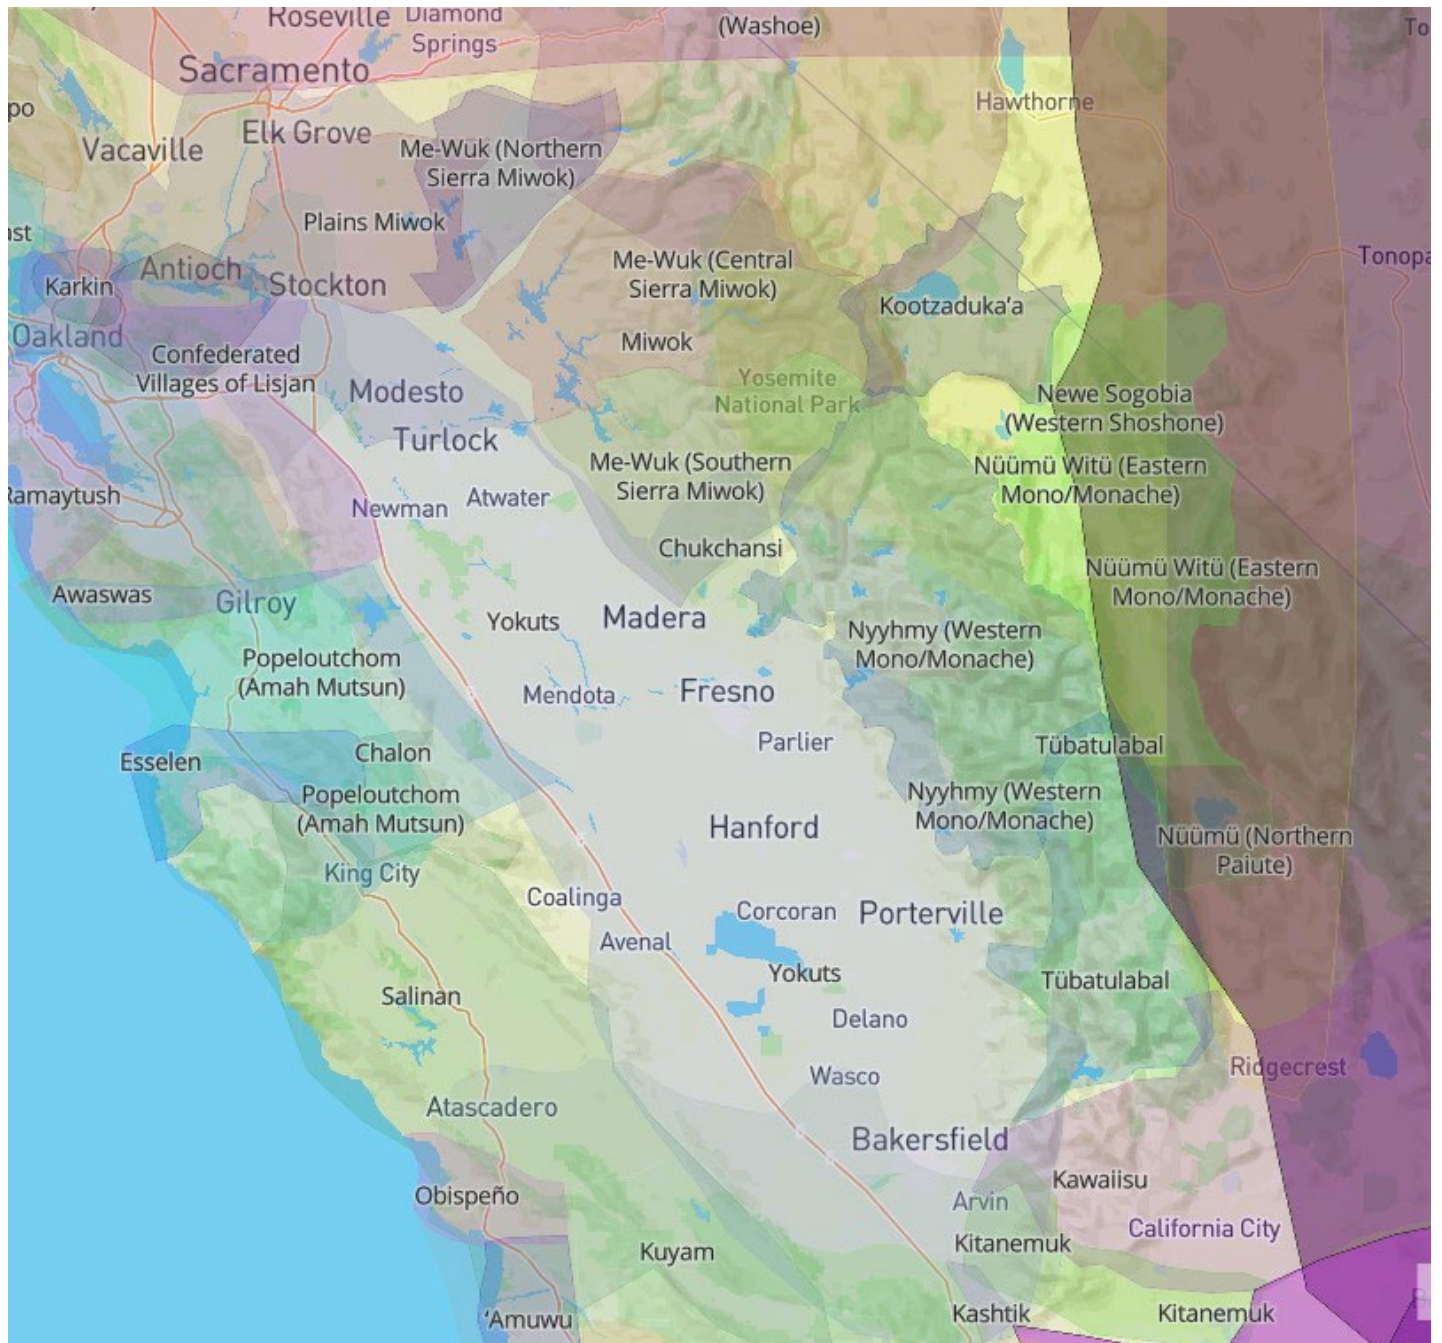 Roseville
Diamond
Springs
(Washoe)
To
Sacramento
Hawthorne
po
Elk Grove
Vacaville
Me-Wuk (Northern
Sierra Miwok)
Plains Miwok
ast
Antioch
Karkin
Stockton
Me-Wuk (Central
Sierra Miwok)
Kootzaduka’a
Tonopa
Oakland
Miwok
Confederated
Villages of Lisjan
Modesto
Yosemite
National Park
Newe Sogobia
(Western Shoshone)
Turlock
Me-Wuk (Southern
Sierra Miwok)
Nüümü Witü (Eastern
Mono/Monache)
Ramaytush
Newman
Atwater
Chukchansi
Nüümü Witü (Eastern
Mono/Monache)
Awaswas
Gilroy
Yokuts
Madera
Nyyhmy (Western
Mono/Monache)
Popeloutchom
(Amah Mutsun)
Mendota
Fresno
Parlier
Tübatulabal
Esselen
Chalon
Popeloutchom
(Amah Mutsun)
Nyyhmy (Western
Mono/Monache)
Hanford
Nüümü (Northern
Paiute)
King City
Coalinga
Corcoran
Porterville
Avenal
Yokuts
Tübatulabal
Salinan
Delano
Wasco
Ridgecrest
Atascadero
Bakersfield
Kawaiisu
Obispeño
Arvin
California City
Kuyam
Kitanemuk
‘Amuwu
Kashtik
Kitanemuk